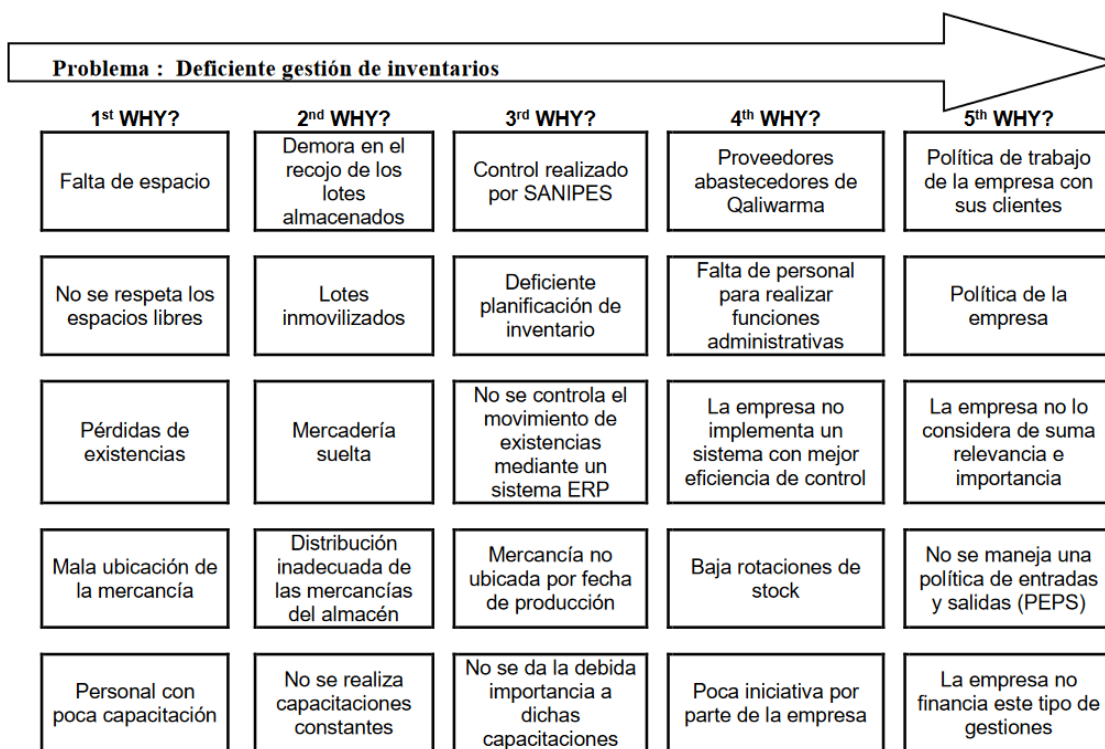 Problema : Deficiente gestión de inventarios
1st WHY?
2nd WHY?
3rd WHY?
4th WHY?
5th WHY?
Falta de espacio
Demora en el
recojo de los
lotes
almacenados
Control realizado
por SANIPES
Proveedores
abastecedores de
Qaliwarma
Política de trabajo
de la empresa con
sus clientes
No se respeta los
espacios libres
Lotes
inmovilizados
Deficiente
planificación de
inventario
Falta de personal
para realizar
funciones
administrativas
Política de la
empresa
Pérdidas de
existencias
Mercadería
suelta
No se controla el
movimiento de
existencias
mediante un
sistema ERP
La empresa no
implementa un
sistema con mejor
eficiencia de control
La empresa no lo
considera de suma
relevancia e
importancia
Mala ubicación de
la mercancía
Distribución
inadecuada de
las mercancías
del almacén
Mercancía no
ubicada por fecha
de producción
Baja rotaciones de
stock
No se maneja una
política de entradas
y salidas (PEPS)
Personal con
poca capacitación
No se realiza
capacitaciones
constantes
No se da la debida
importancia a
dichas
capacitaciones
Poca iniciativa por
parte de la empresa
La empresa no
financia este tipo de
gestiones